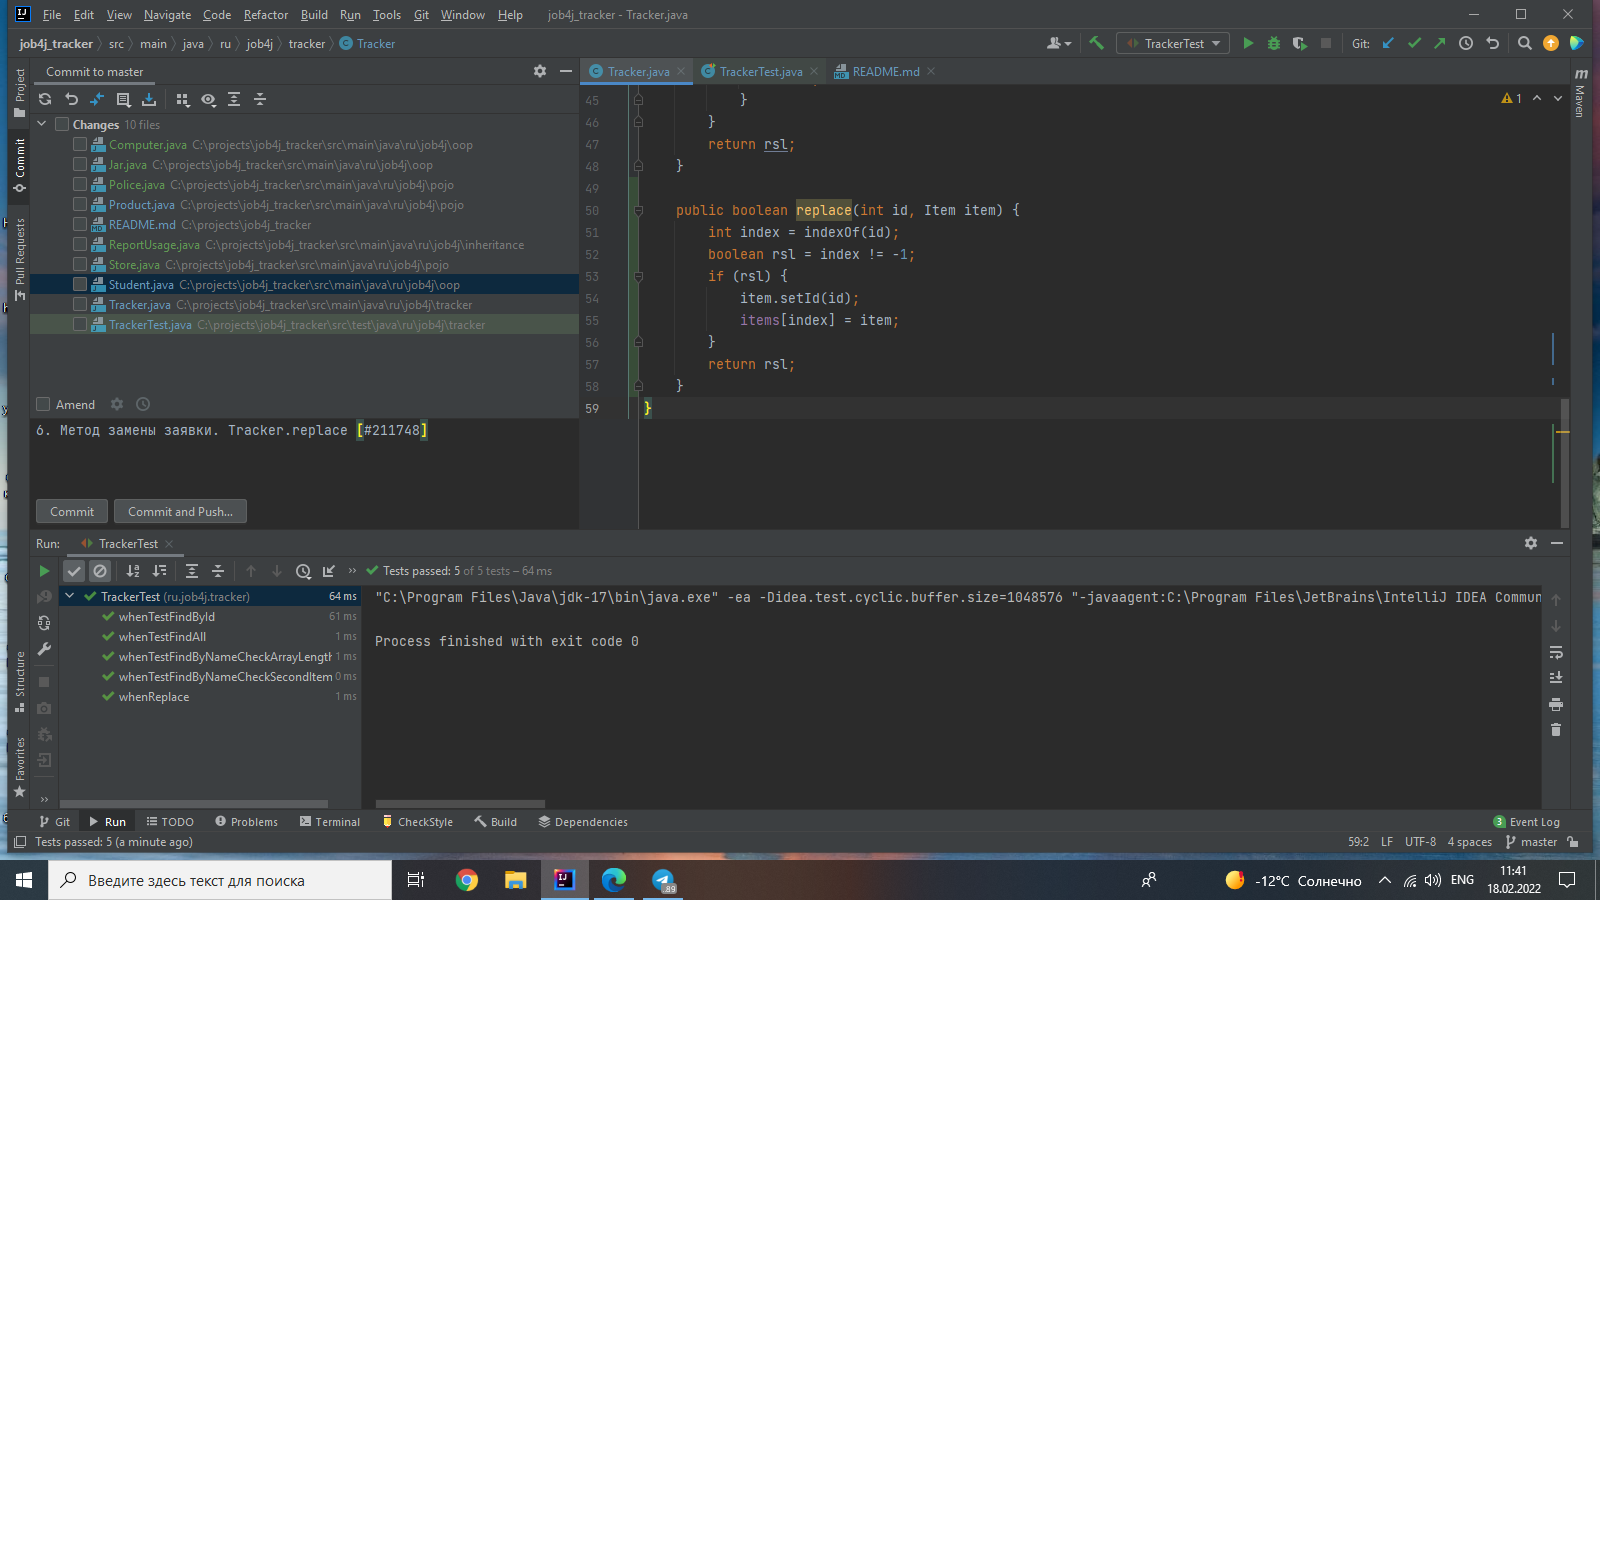 File Edit View Navigate Code Refactor Build Run Tools Git Window Help job4j_tracker - Tracker.java
job4j_tracker src main java ru job4j tracker Tracker TrackerTest Git:
Project
Commit
Pull Requests
Structure
Favorites
Commit to master
Changes 10 files
Computer.java C:\projects\job4j_tracker\src\main\java\ru\job4j\oop
Jar.java C:\projects\job4j_tracker\src\main\java\ru\job4j\oop
Police.java C:\projects\job4j_tracker\src\main\java\ru\job4j\pojo
Product.java C:\projects\job4j_tracker\src\main\java\ru\job4j\pojo
README.md C:\projects\job4j_tracker
ReportUsage.java C:\projects\job4j_tracker\src\main\java\ru\job4j\inheritance
Store.java C:\projects\job4j_tracker\src\main\java\ru\job4j\pojo
Student.java C:\projects\job4j_tracker\src\main\java\ru\job4j\oop
Tracker.java C:\projects\job4j_tracker\src\main\java\ru\job4j\tracker
TrackerTest.java C:\projects\job4j_tracker\src\test\java\ru\job4j\tracker
Amend
6. Метод замены заявки. Tracker.replace [#211748]
Commit Commit and Push...
Tracker.java TrackerTest.java README.md
1
Maven
45 }
46 }
47 return rsl;
48 }
49
50 public boolean replace(int id, Item item) {
51 int index = indexOf(id);
52 boolean rsl = index != -1;
53 if (rsl) {
54 item.setId(id);
55 items[index] = item;
56 }
57 return rsl;
58 }
59 }
Run: TrackerTest
Tests passed: 5 of 5 tests – 64 ms
TrackerTest (ru.job4j.tracker) 64 ms
whenTestFindById 61 ms
whenTestFindAll 1 ms
whenTestFindByNameCheckArrayLength 1 ms
whenTestFindByNameCheckSecondItem 0 ms
whenReplace 1 ms
"C:\Program Files\Java\jdk-17\bin\java.exe" -ea -Didea.test.cyclic.buffer.size=1048576 "-javaagent:C:\Program Files\JetBrains\IntelliJ IDEA Commun
Process finished with exit code 0
Git Run TODO Problems Terminal CheckStyle Build Dependencies 3 Event Log
Tests passed: 5 (a minute ago) 59:2 LF UTF-8 4 spaces master
Введите здесь текст для поиска 89 -12°C Солнечно ENG 11:41
18.02.2022